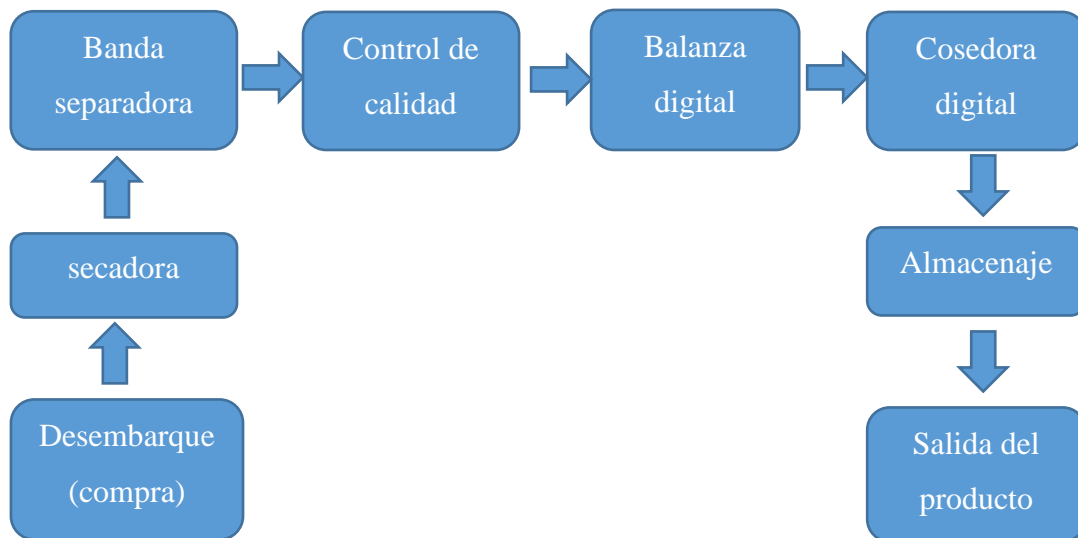 Banda
separadora
Control de
calidad
Balanza
digital
Cosedora
digital
secadora
Almacenaje
Desembarque
(compra)
Salida del
producto